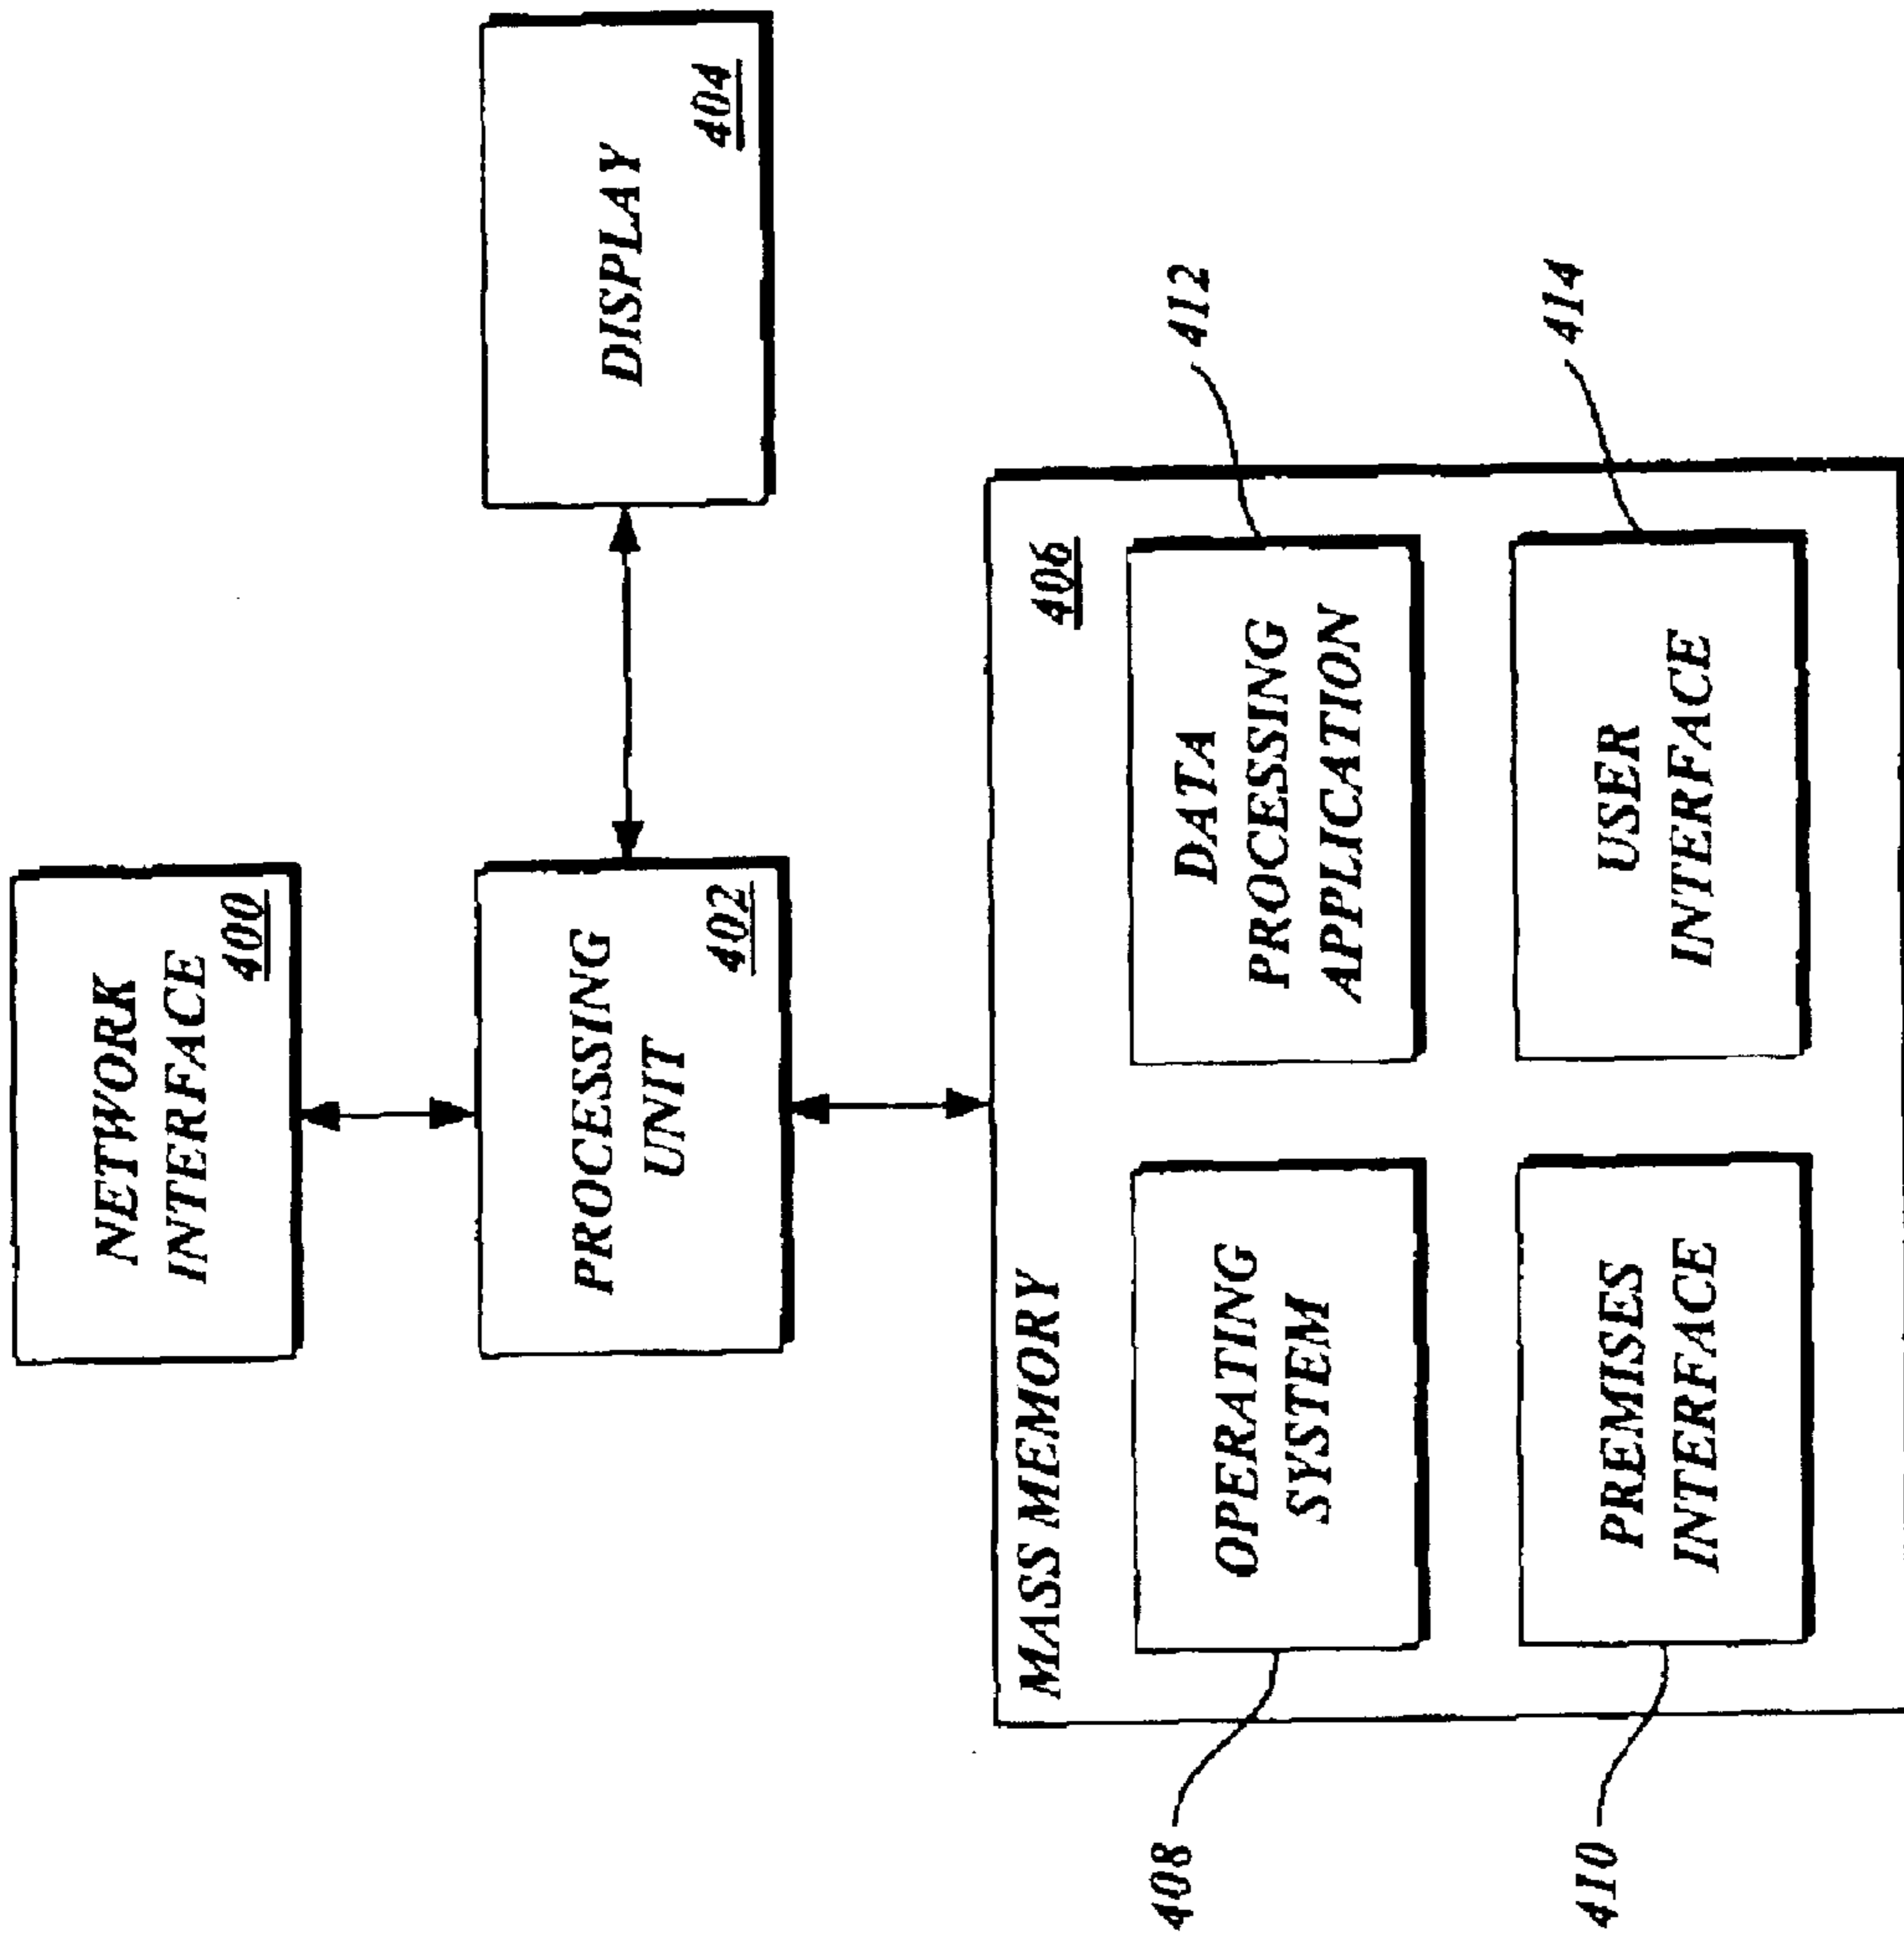 NETWORK
INTERFACE
400
PROCESSING
UNIT
402
DISPLAY
404
MASS MEMORY
406
OPERATING
SYSTEM
408
DATA
PROCESSING
APPLICATION
412
PREMISES
INTERFACE
410
USER
INTERFACE
414